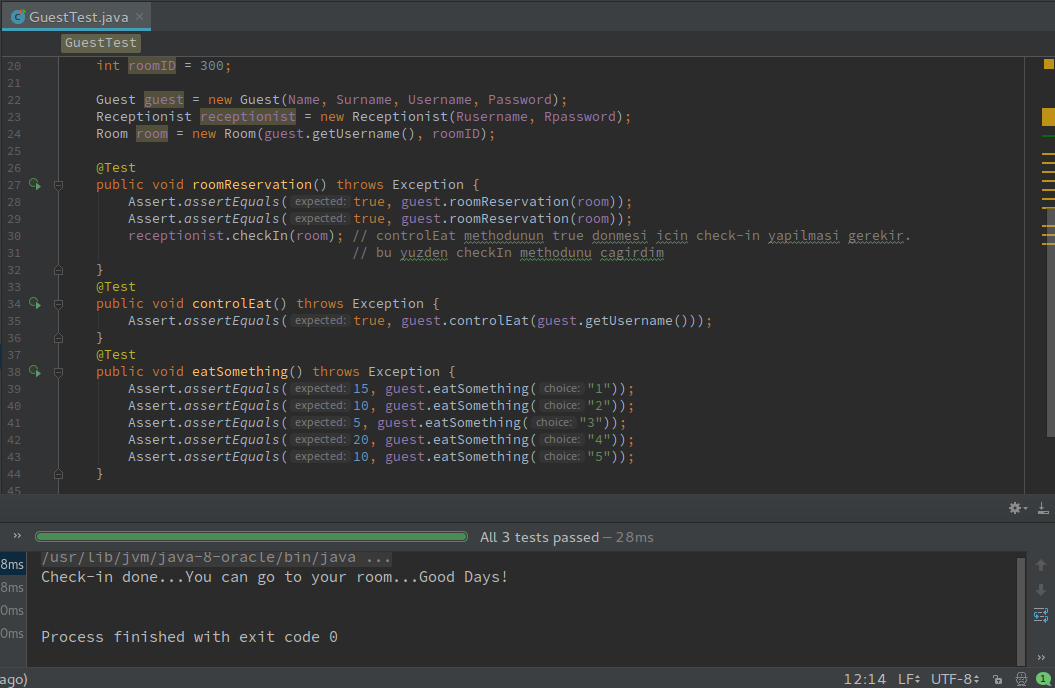 GuestTest.java
GuestTest
20 int roomID = 300;
21
22 Guest guest = new Guest(Name, Surname, Username, Password);
23 Receptionist receptionist = new Receptionist(Rusername, Rpassword);
24 Room room = new Room(guest.getUsername(), roomID);
25
26 @Test
27 public void roomReservation() throws Exception {
28 Assert.assertEquals( expected: true, guest.roomReservation(room));
29 Assert.assertEquals( expected: true, guest.roomReservation(room));
30 receptionist.checkIn(room); // controlEat methodunun true donmesi icin check-in yapilmasi gerekir.
31 // bu yuzden checkIn methodunu cagirdim
32 }
33 @Test
34 public void controlEat() throws Exception {
35 Assert.assertEquals( expected: true, guest.controlEat(guest.getUsername()));
36 }
37 @Test
38 public void eatSomething() throws Exception {
39 Assert.assertEquals( expected: 15, guest.eatSomething( choice: "1"));
40 Assert.assertEquals( expected: 10, guest.eatSomething( choice: "2"));
41 Assert.assertEquals( expected: 5, guest.eatSomething( choice: "3"));
42 Assert.assertEquals( expected: 20, guest.eatSomething( choice: "4"));
43 Assert.assertEquals( expected: 10, guest.eatSomething( choice: "5"));
44 }
45
All 3 tests passed – 28ms
8ms /usr/lib/jvm/java-8-oracle/bin/java ...
Check-in done...You can go to your room...Good Days!
8ms
0ms
0ms Process finished with exit code 0
ago) 12:14 LF UTF-8 1